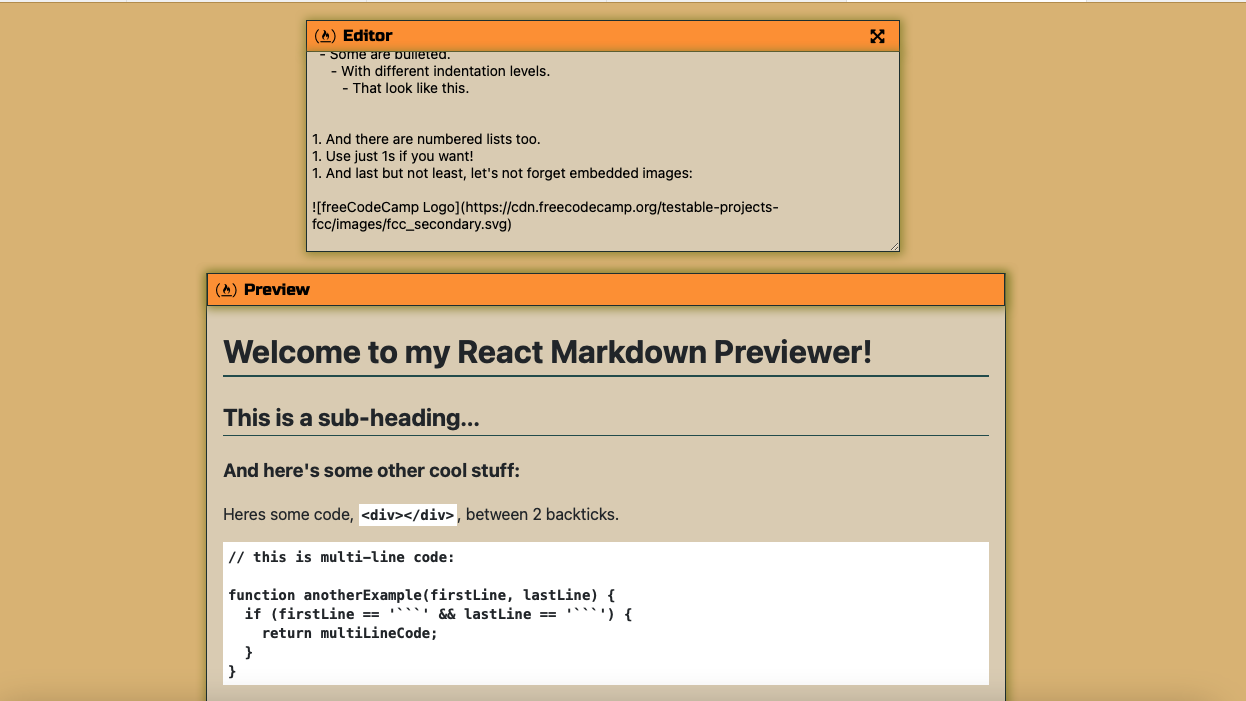 Editor
- Some are bulleted.
- With different indentation levels.
- That look like this.
1. And there are numbered lists too.
1. Use just 1s if you want!
1. And last but not least, let's not forget embedded images:
![freeCodeCamp Logo](https://cdn.freecodecamp.org/testable-projects-
fcc/images/fcc_secondary.svg)
Preview
Welcome to my React Markdown Previewer!
This is a sub-heading...
And here's some other cool stuff:
Heres some code, <div></div>, between 2 backticks.
// this is multi-line code:
function anotherExample(firstLine, lastLine) {
if (firstLine == '```' && lastLine == '```') {
return multiLineCode;
}
}